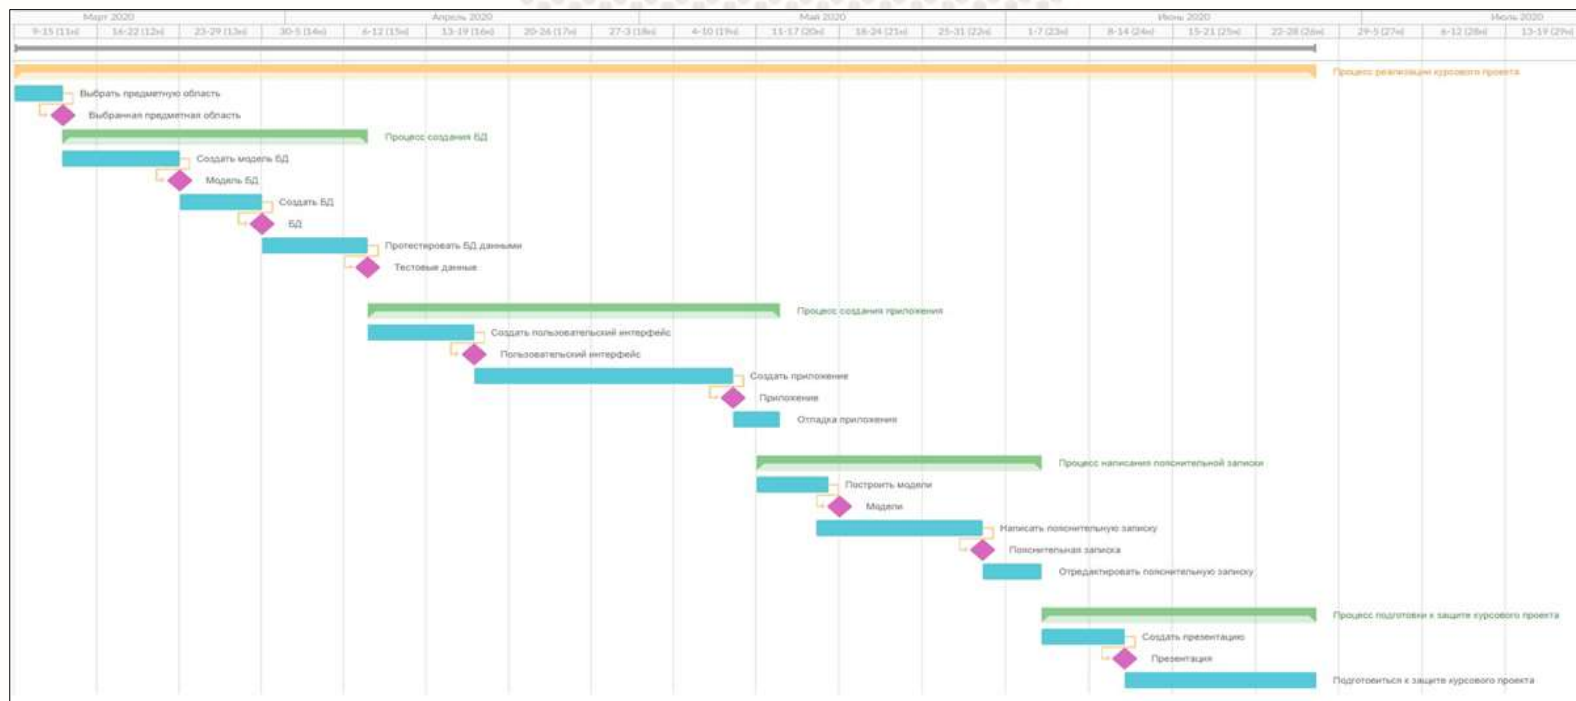 Март 2020 Апрель 2020 Май 2020 Июнь 2020 Июль 2020
9-15 (11н) 16-22 (12н) 23-29 (13н) 30-5 (14н) 6-12 (15н) 13-19 (16н) 20-26 (17н) 27-3 (18н) 4-10 (19н) 11-17 (20н) 18-24 (21н) 25-31 (22н) 1-7 (23н) 8-14 (24н) 15-21 (25н) 22-28 (26н) 29-5 (27н) 6-12 (28н) 13-19 (29н)
Процесс реализации курсового проекта
Выбрать предметную область
Выбранная предметная область
Процесс создания БД
Создать модель БД
Модель БД
Создать БД
БД
Протестировать БД данными
Тестовые данные
Процесс создания приложения
Создать пользовательский интерфейс
Пользовательский интерфейс
Создать приложение
Приложение
Отладка приложения
Процесс написания пояснительной записки
Построить модели
Модели
Написать пояснительную записку
Пояснительная записка
Отредактировать пояснительную записку
Процесс подготовки к защите курсового проекта
Создать презентацию
Презентация
Подготовиться к защите курсового проекта